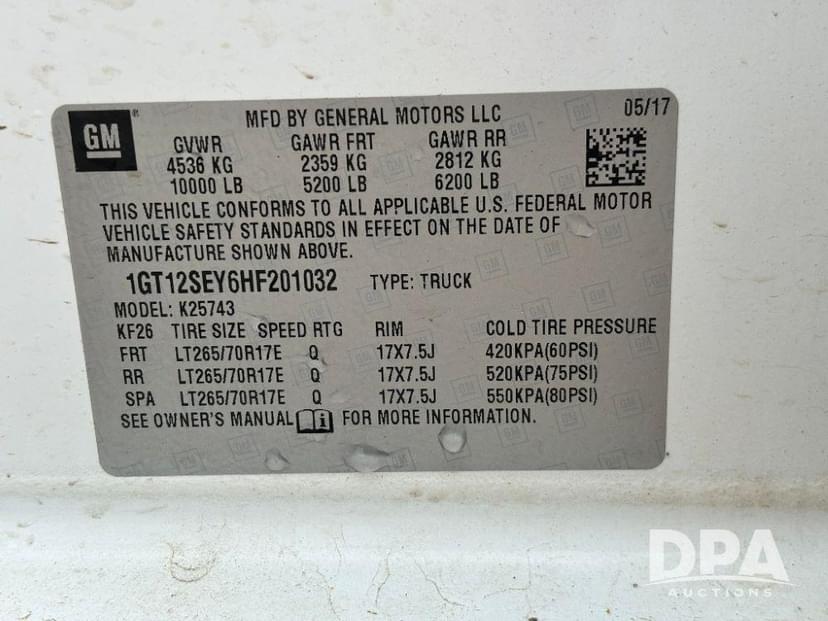 GM
MFD BY GENERAL MOTORS LLC 05/17
GVWR GAWR FRT GAWR RR
4536 KG 2359 KG 2812 KG
10000 LB 5200 LB 6200 LB
THIS VEHICLE CONFORMS TO ALL APPLICABLE U.S. FEDERAL MOTOR
VEHICLE SAFETY STANDARDS IN EFFECT ON THE DATE OF
MANUFACTURE SHOWN ABOVE.
1GT12SEY6HF201032 TYPE: TRUCK
MODEL: K25743
KF26 TIRE SIZE SPEED RTG RIM COLD TIRE PRESSURE
FRT LT265/70R17E Q 17X7.5J 420KPA(60PSI)
RR LT265/70R17E Q 17X7.5J 520KPA(75PSI)
SPA LT265/70R17E Q 17X7.5J 550KPA(80PSI)
SEE OWNER'S MANUAL i FOR MORE INFORMATION.
DPA
AUCTIONS